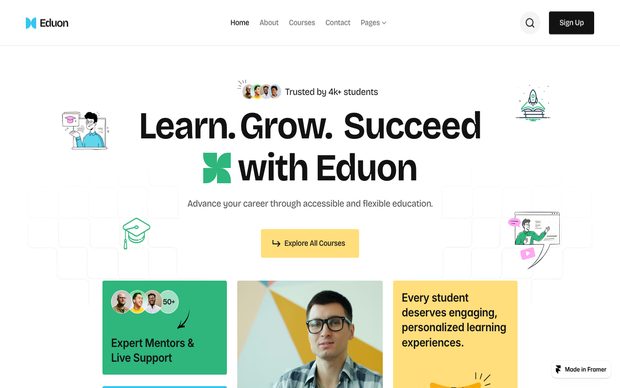 Eduon
Home About Courses Contact Pages
Sign Up
Trusted by 4k+ students
Learn. Grow. Succeed
with Eduon
Advance your career through accessible and flexible education.
Explore All Courses
50+
Expert Mentors &
Live Support
Every student
deserves engaging,
personalized learning
experiences.
Made in Framer